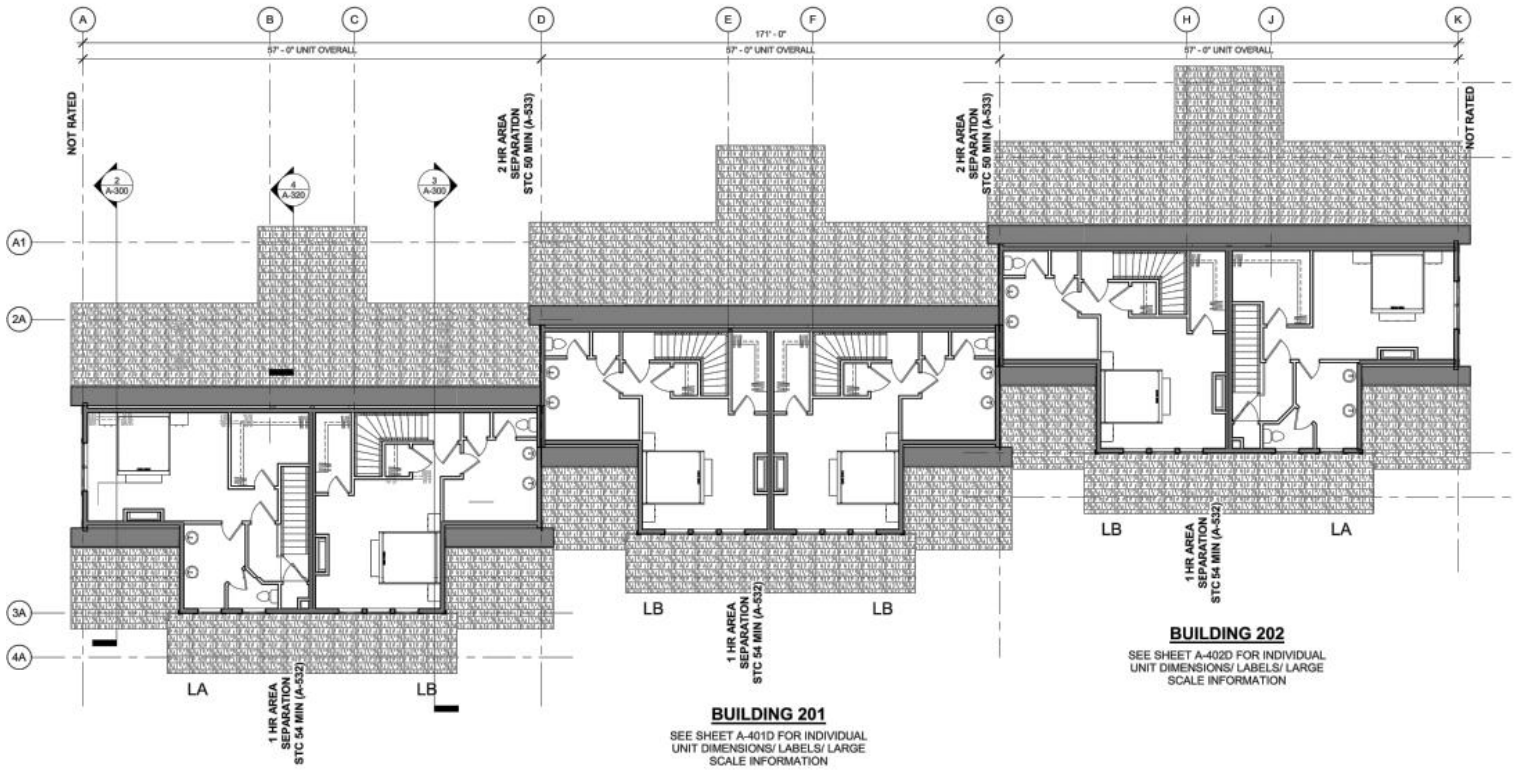 A
B
C
D
E
F
G
H
J
K
171' - 0"
57' - 0" UNIT OVERALL
57' - 0" UNIT OVERALL
57' - 0" UNIT OVERALL
NOT RATED
2 HR AREA
SEPARATION
STC 50 MIN (A-533)
2 HR AREA
SEPARATION
STC 50 MIN (A-533)
NOT RATED
2
A-300
4
A-320
3
A-300
A1
2A
3A
4A
LA
1 HR AREA
SEPARATION
STC 54 MIN (A-532)
LB
LB
1 HR AREA
SEPARATION
STC 54 MIN (A-532)
LB
LB
1 HR AREA
SEPARATION
STC 54 MIN (A-532)
LA
BUILDING 201
SEE SHEET A-401D FOR INDIVIDUAL
UNIT DIMENSIONS/ LABELS/ LARGE
SCALE INFORMATION
BUILDING 202
SEE SHEET A-402D FOR INDIVIDUAL
UNIT DIMENSIONS/ LABELS/ LARGE
SCALE INFORMATION